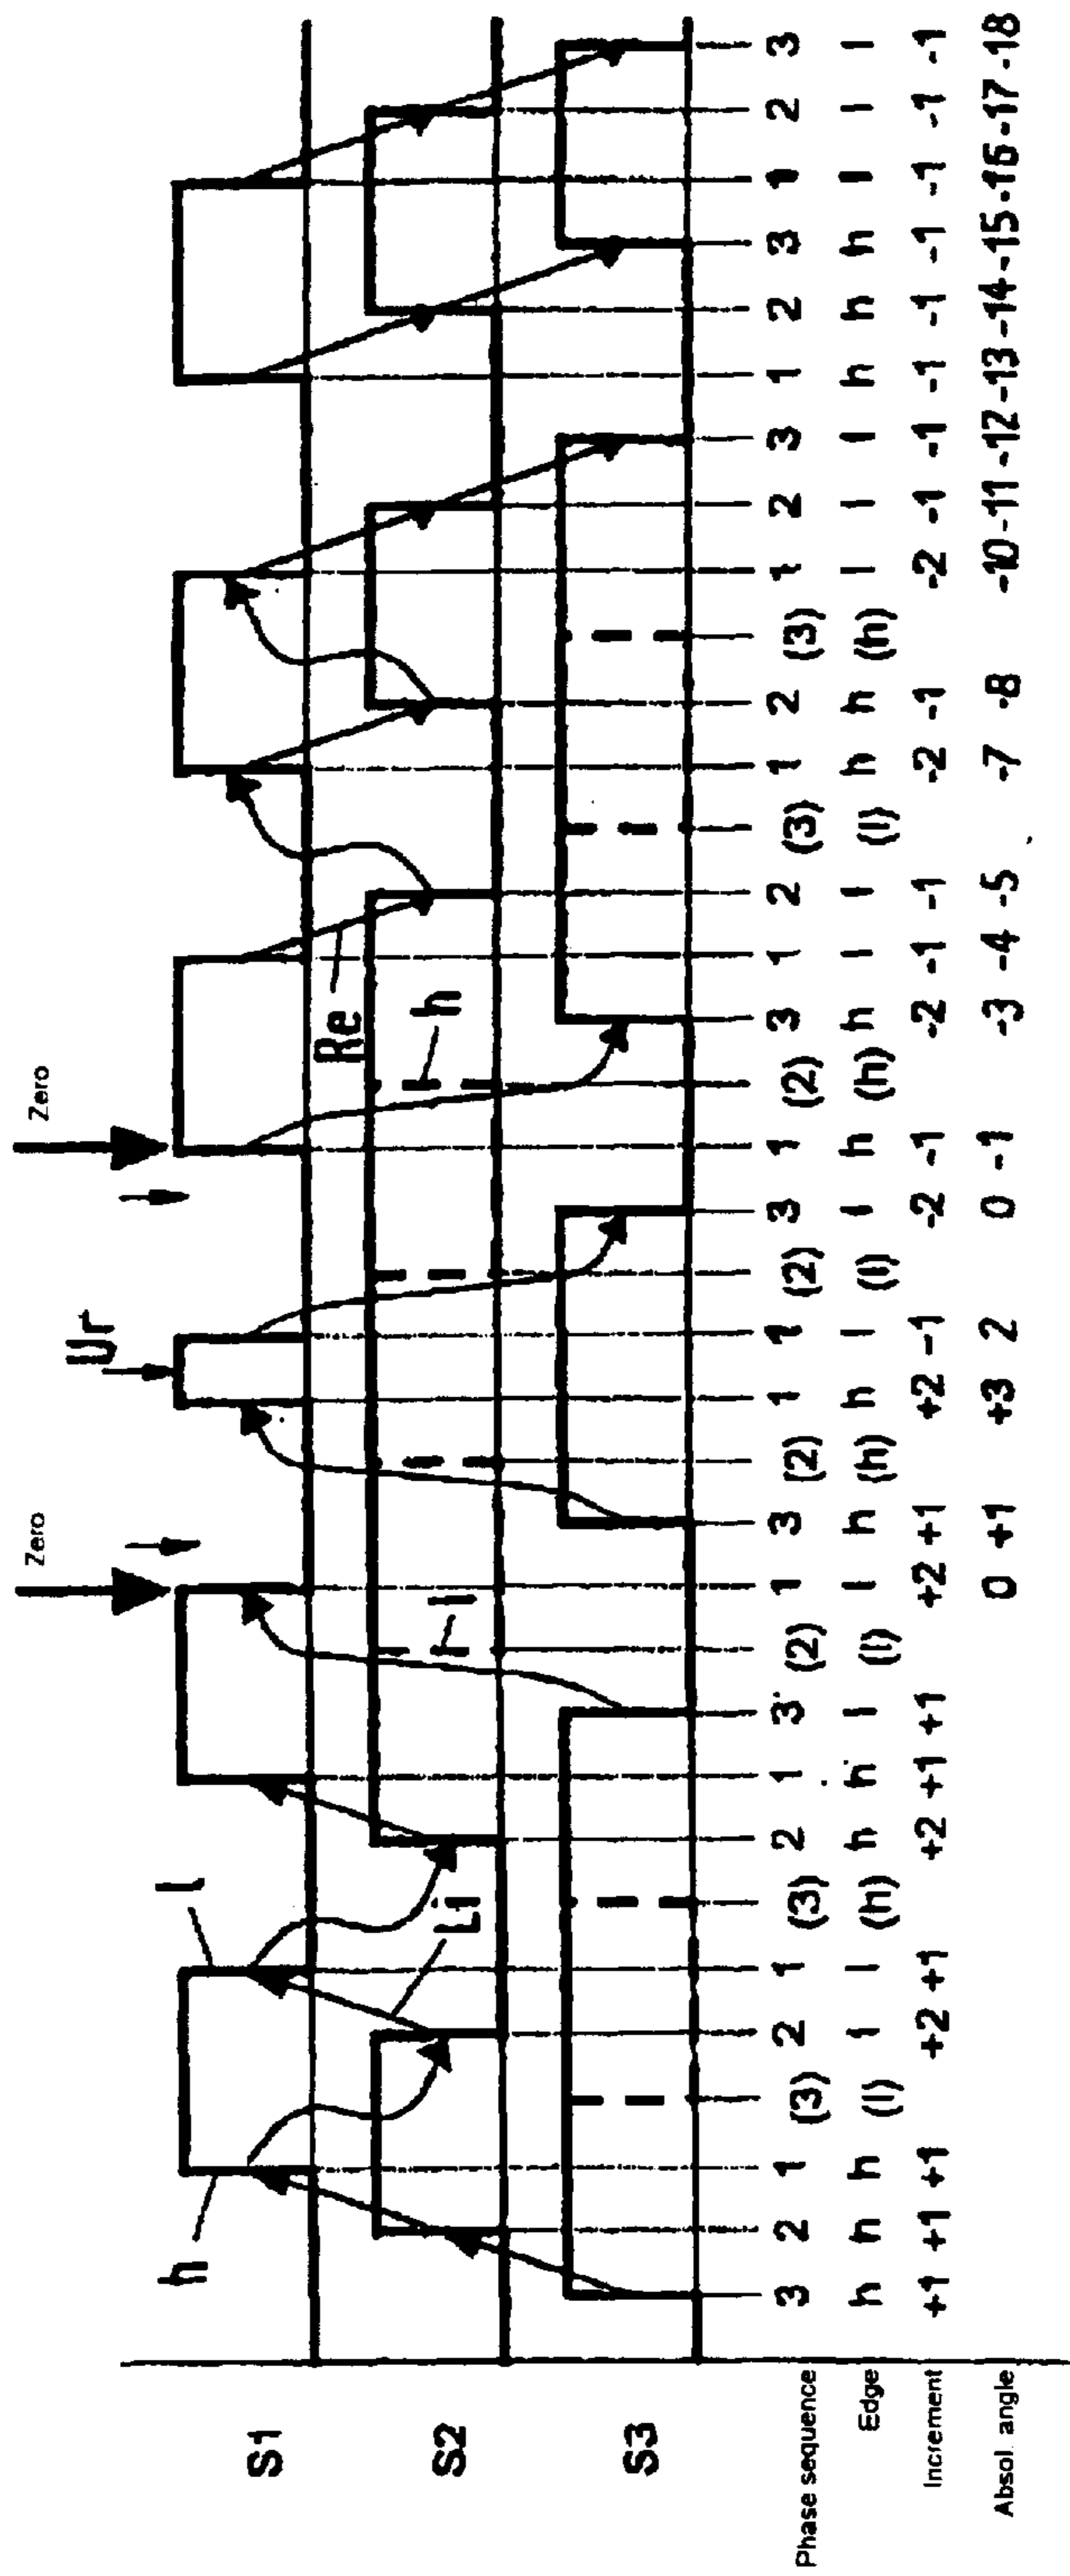 Zero Zero
Ur
h l l h
Li Re
S1
S2
S3
Phase sequence 3 2 1 (3) 2 1 (3) 2 1 3 (2) 1 3 (2) 1 1 (2) 3 1 (2) 3 1 2 (3) 1 2 (3) 1 2 3 1 2 3 1 2 3
Edge h h h (l) l l (h) h h l (l) l h (h) h l (l) l h (h) h l l (l) h h (h) l l l h h h l l l
Increment +1 +1 +1 +2 +1 +2 +1 +1 +2 +1 +2 -1 -2 -1 -2 -1 -1 -2 -1 -2 -1 -1 -1 -1 -1 -1 -1 -1
Absol. angle 0 +1 +3 2 0 -1 -3 -4 -5 -7 -8 -10 -11 -12 -13 -14 -15 -16 -17 -18